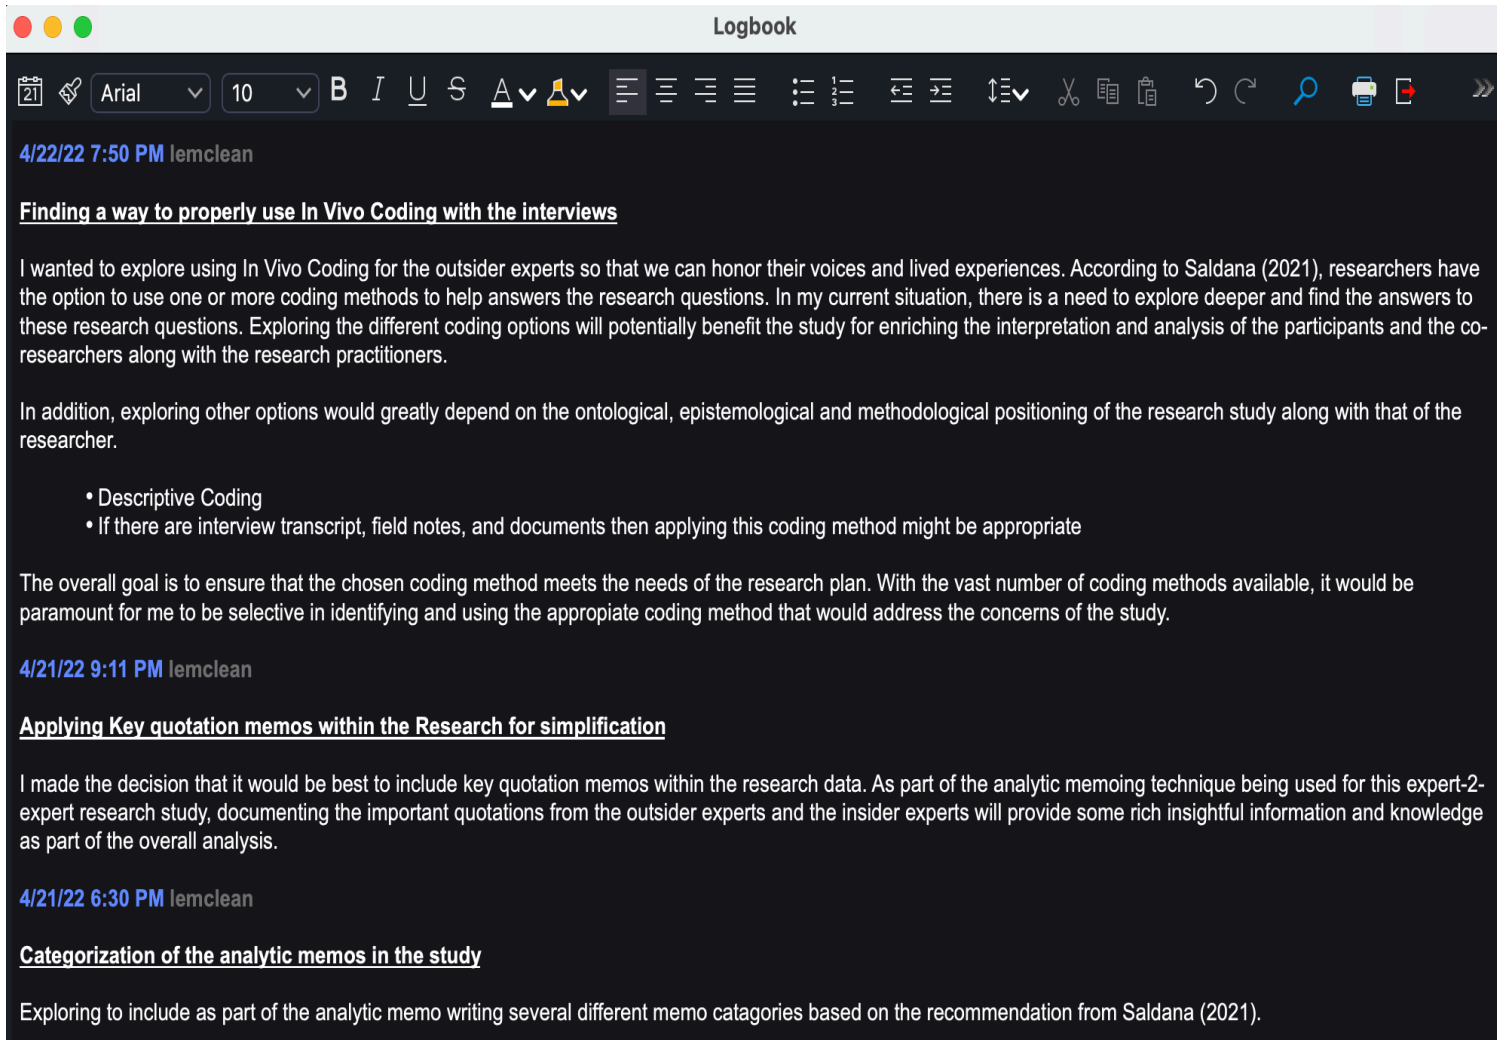 Logbook
21 Arial 10 B I U S A
4/22/22 7:50 PM lemclean
Finding a way to properly use In Vivo Coding with the interviews
I wanted to explore using In Vivo Coding for the outsider experts so that we can honor their voices and lived experiences. According to Saldana (2021), researchers have
the option to use one or more coding methods to help answers the research questions. In my current situation, there is a need to explore deeper and find the answers to
these research questions. Exploring the different coding options will potentially benefit the study for enriching the interpretation and analysis of the participants and the co-
researchers along with the research practitioners.
In addition, exploring other options would greatly depend on the ontological, epistemological and methodological positioning of the research study along with that of the
researcher.
• Descriptive Coding
• If there are interview transcript, field notes, and documents then applying this coding method might be appropriate
The overall goal is to ensure that the chosen coding method meets the needs of the research plan. With the vast number of coding methods available, it would be
paramount for me to be selective in identifying and using the appropiate coding method that would address the concerns of the study.
4/21/22 9:11 PM lemclean
Applying Key quotation memos within the Research for simplification
I made the decision that it would be best to include key quotation memos within the research data. As part of the analytic memoing technique being used for this expert-2-
expert research study, documenting the important quotations from the outsider experts and the insider experts will provide some rich insightful information and knowledge
as part of the overall analysis.
4/21/22 6:30 PM lemclean
Categorization of the analytic memos in the study
Exploring to include as part of the analytic memo writing several different memo catagories based on the recommendation from Saldana (2021).